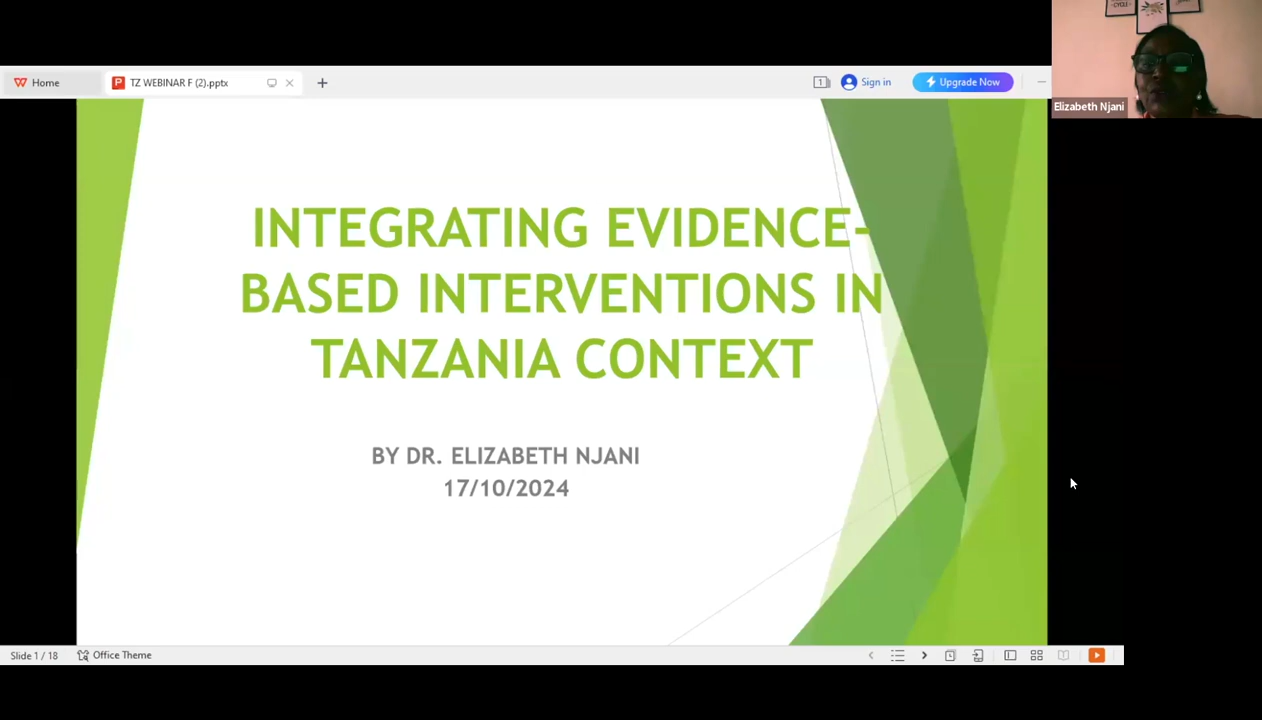 Home
TZ WEBINAR F (2).pptx
1
Sign in
Upgrade Now
Elizabeth Njani
INTEGRATING EVIDENCE-
BASED INTERVENTIONS IN
TANZANIA CONTEXT
BY DR. ELIZABETH NJANI
17/10/2024
Slide 1 / 18
Office Theme